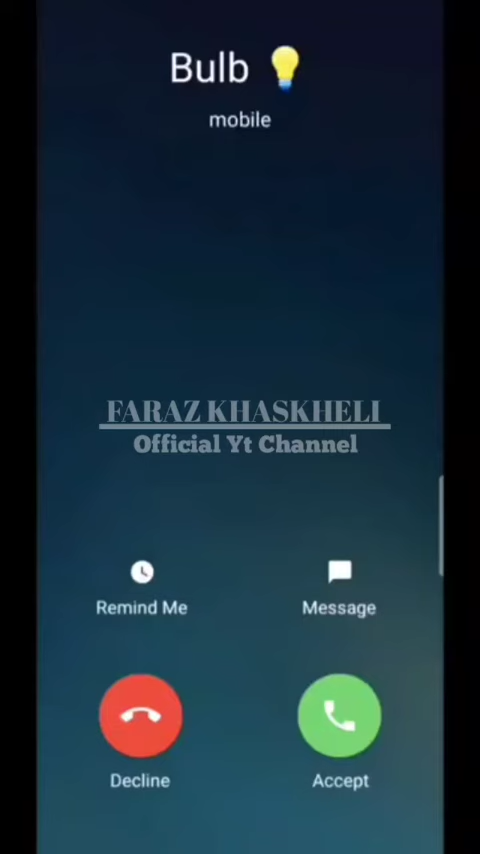 Bulb 💡
mobile
FARAZ KHASKHELI
Official Yt Channel
Remind Me
Message
Decline
Accept